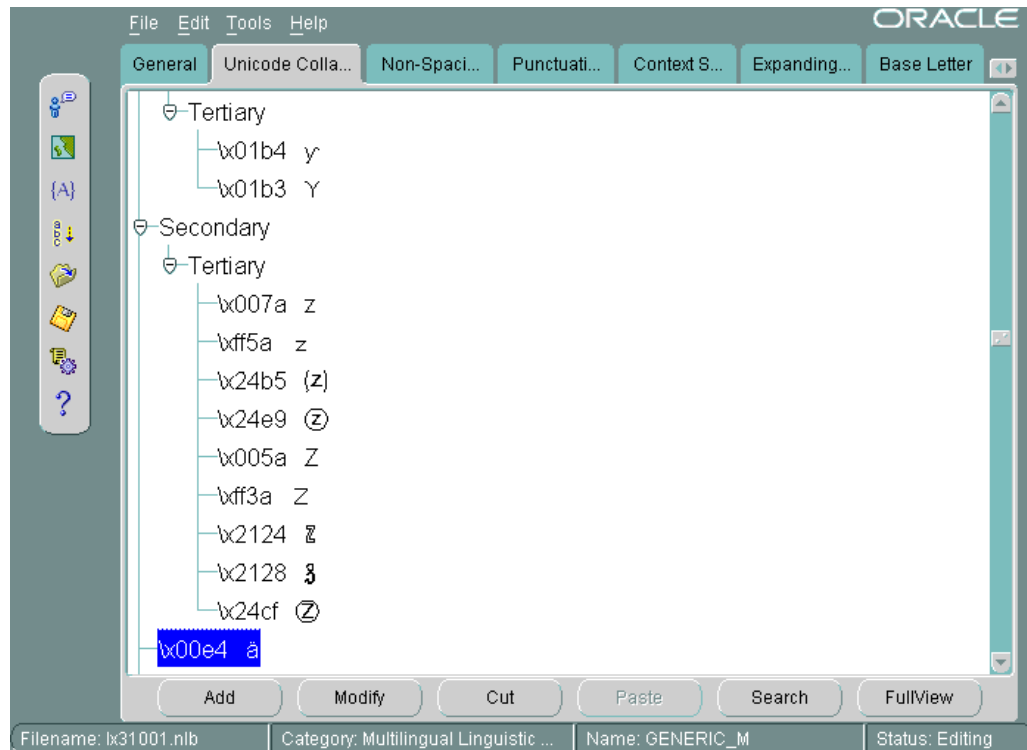 File Edit Tools Help ORACLE
General Unicode Colla... Non-Spaci... Punctuati... Context S... Expanding... Base Letter
{A}
a
b
c
?
Tertiary
\x01b4 ƴ
\x01b3 Ƴ
Secondary
Tertiary
\x007a z
\xff5a z
\x24b5 ⒵
\x24e9 ⓩ
\x005a Z
\xff3a Z
\x2124 ℤ
\x2128 ℨ
\x24cf Ⓩ
\x00e4 ä
Add Modify Cut Paste Search FullView
Filename: lx31001.nlb Category: Multilingual Linguistic ... Name: GENERIC_M Status: Editing